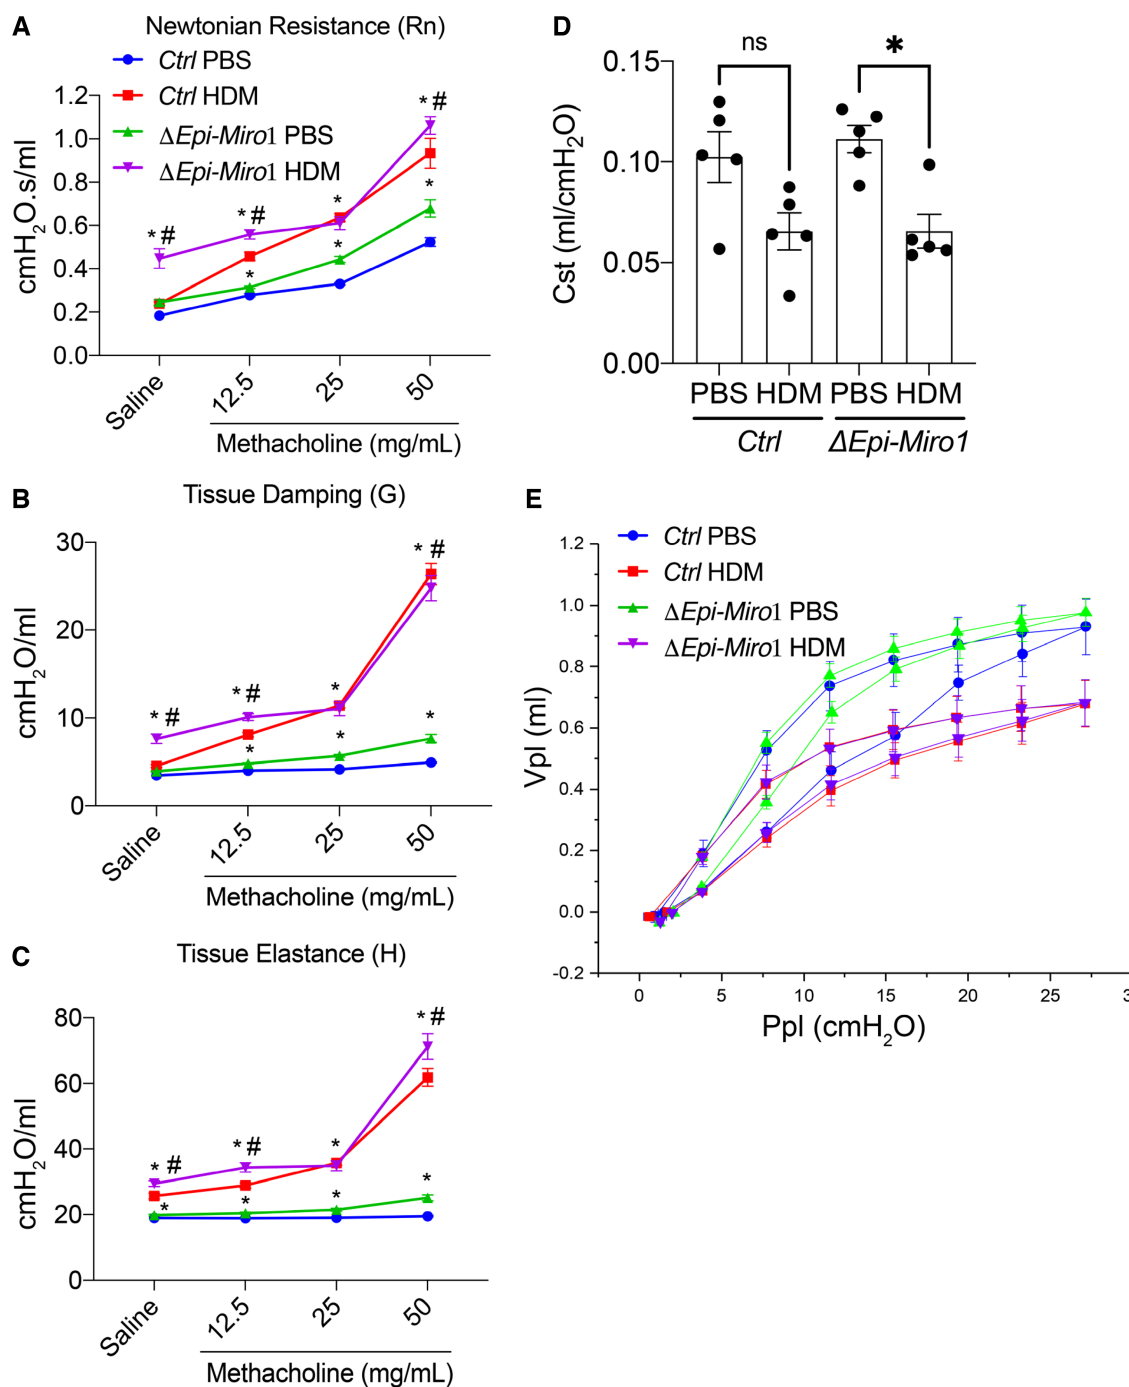 A
Newtonian Resistance (Rn)
Ctrl PBS
Ctrl HDM
ΔEpi-Miro1 PBS
ΔEpi-Miro1 HDM
cmH₂O.s/ml
1.2
1.0
0.8
0.6
0.4
0.2
0.0
* #
* #
*
* #
*
*
*
Saline
12.5
25
50
Methacholine (mg/mL)
B
Tissue Damping (G)
cmH₂O/ml
30
20
10
0
* #
* #
*
* #
*
*
*
Saline
12.5
25
50
Methacholine (mg/mL)
C
Tissue Elastance (H)
cmH₂O/ml
80
60
40
20
0
* #
* #
*
* #
*
*
*
*
Saline
12.5
25
50
Methacholine (mg/mL)
D
ns
*
Cst (ml/cmH₂O)
0.15
0.10
0.05
0.00
PBS HDM PBS HDM
Ctrl ΔEpi-Miro1
E
Ctrl PBS
Ctrl HDM
ΔEpi-Miro1 PBS
ΔEpi-Miro1 HDM
Vpl (ml)
1.2
1.0
0.8
0.6
0.4
0.2
0.0
-0.2
0 5 10 15 20 25 3
Ppl (cmH₂O)